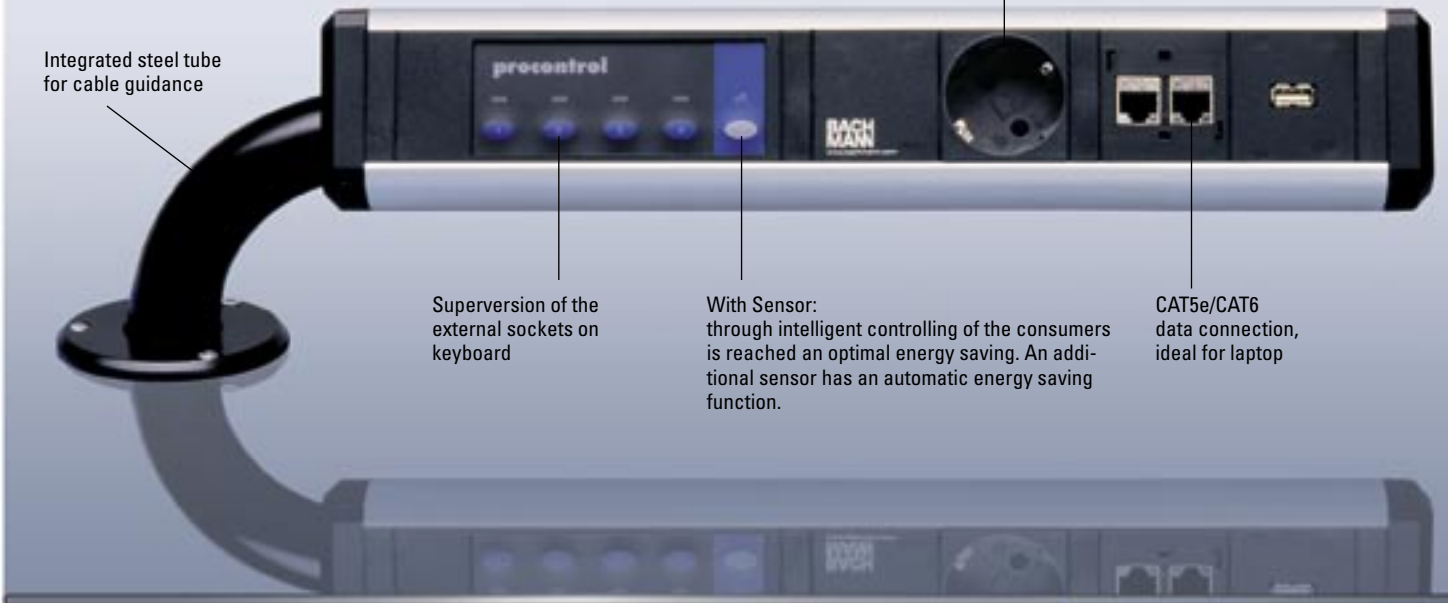 Integrated steel tube
for cable guidance
procontrol
BACH
MANN
Superversion of the
external sockets on
keyboard
With Sensor:
through intelligent controlling of the consumers
is reached an optimal energy saving. An addi-
tional sensor has an automatic energy saving
function.
CAT5e/CAT6
data connection,
ideal for laptop